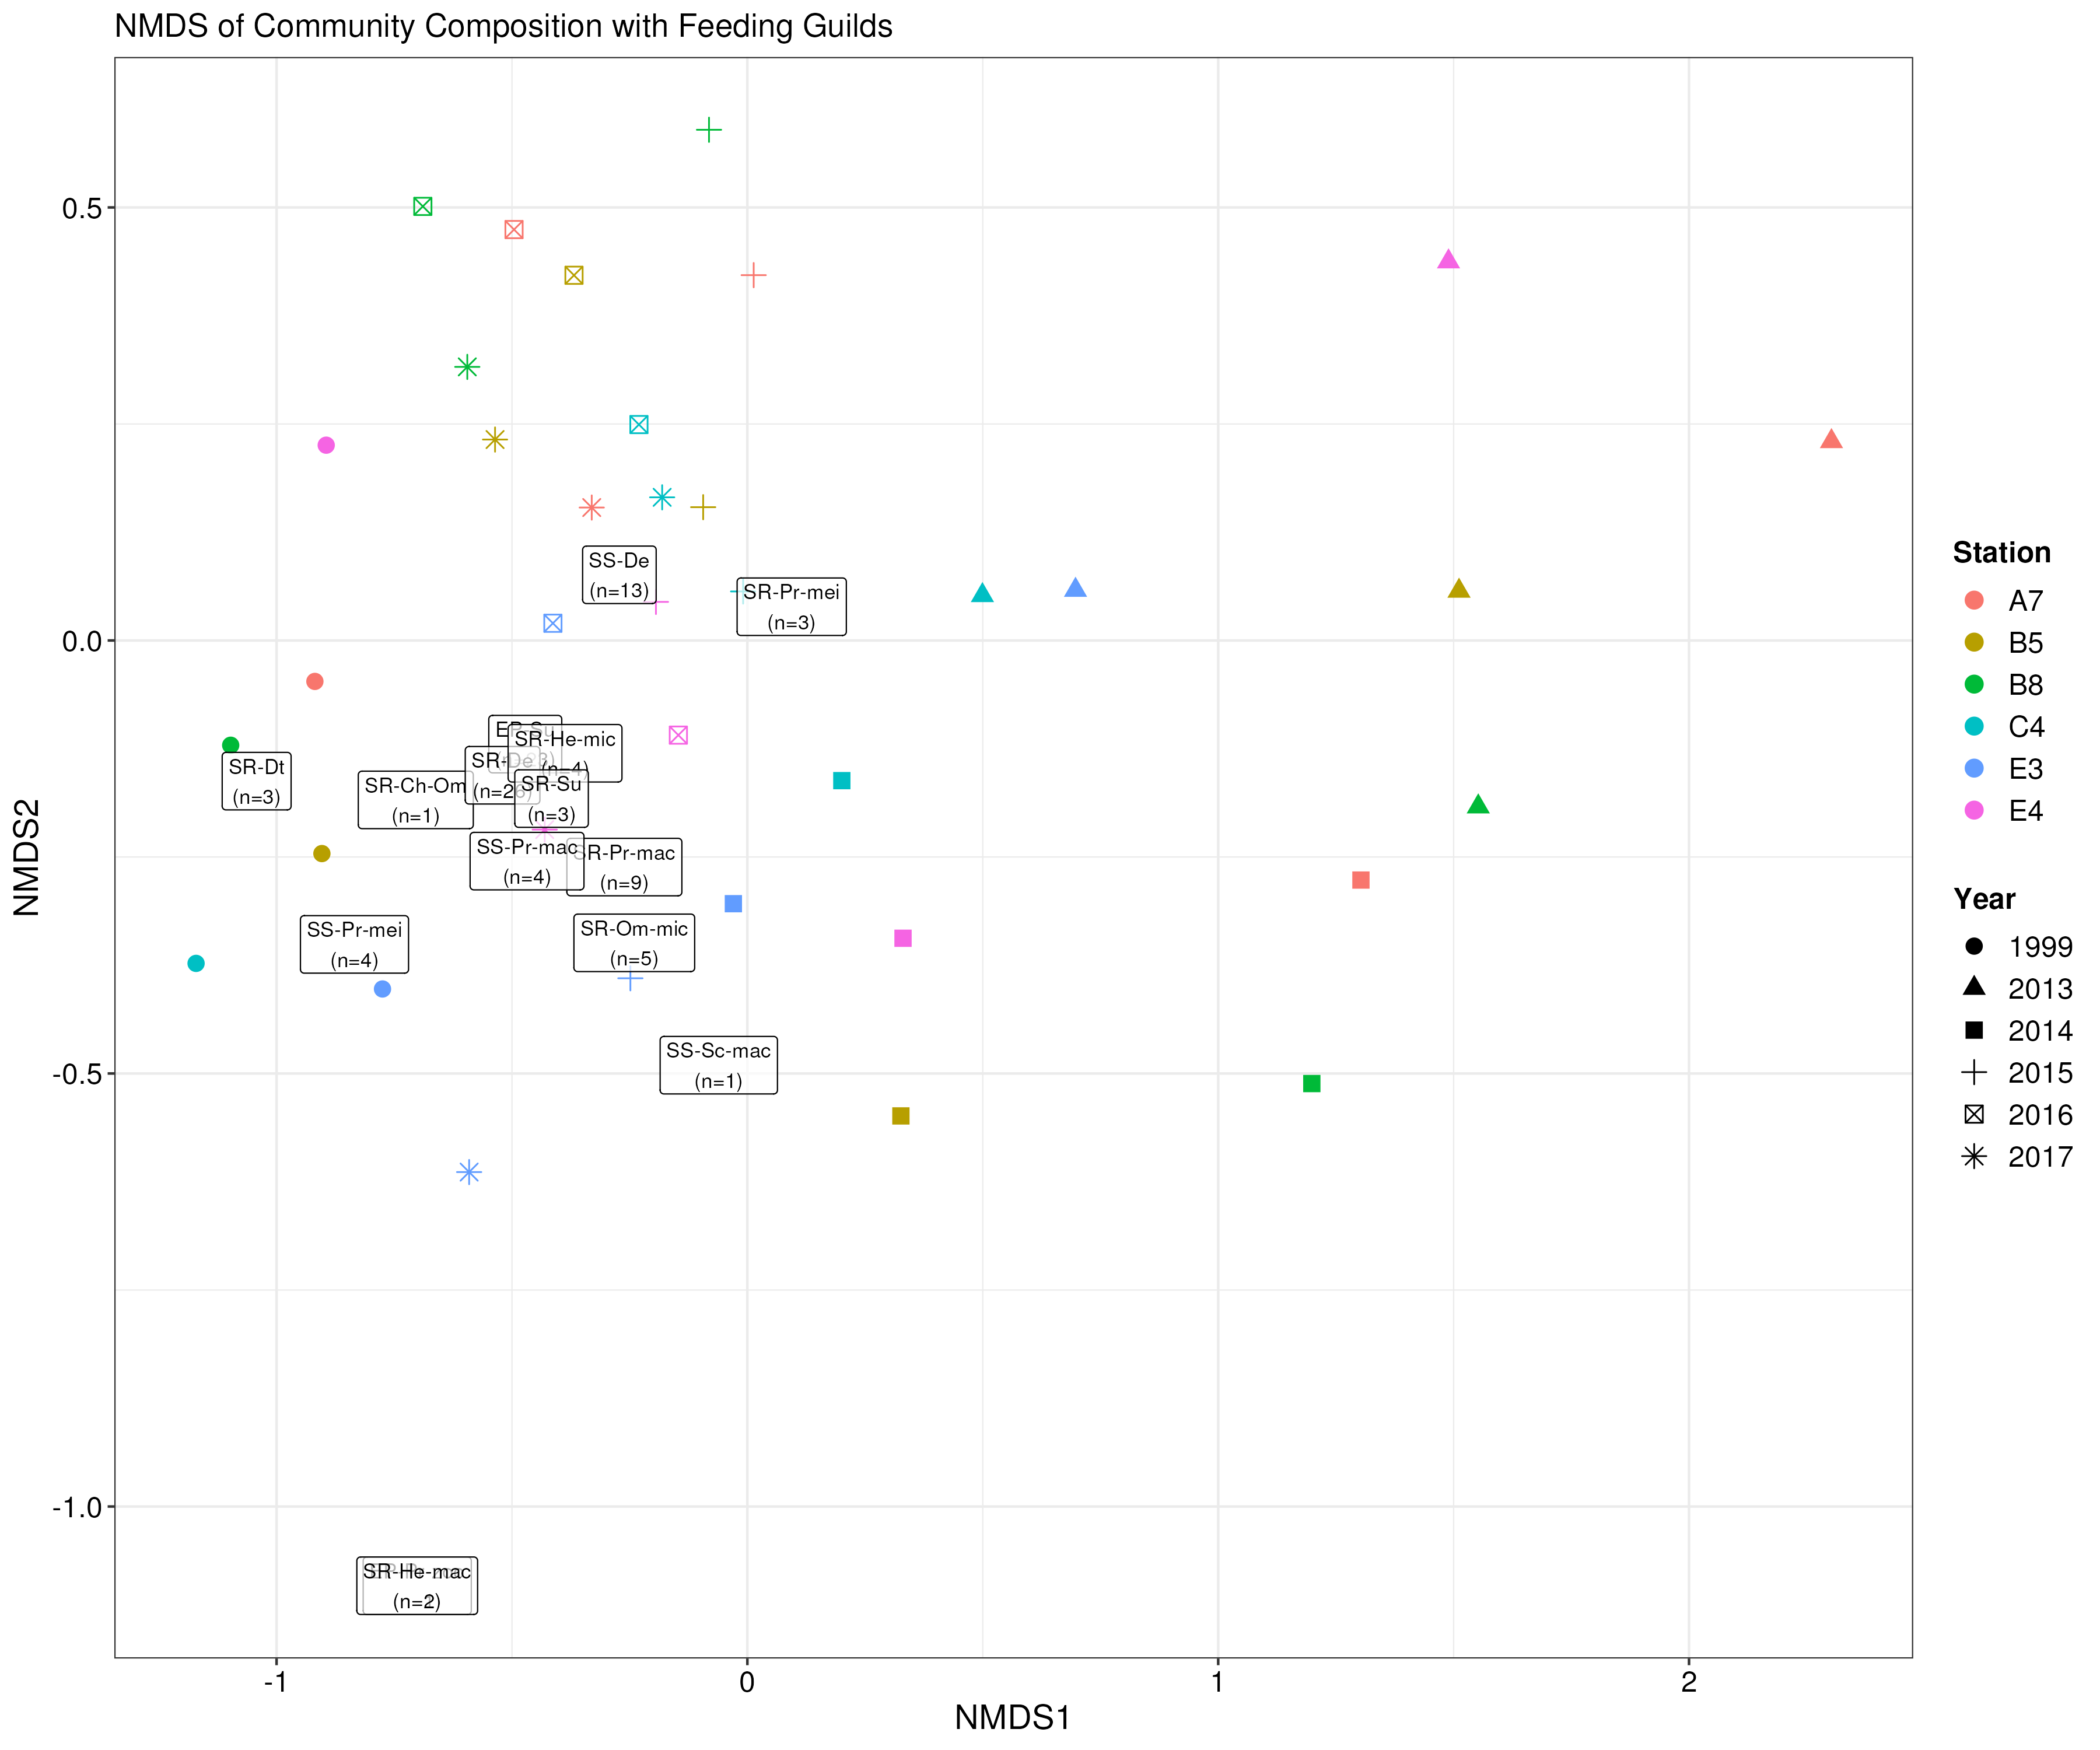 NMDS of Community Composition with Feeding Guilds
NMDS2
0.5
0.0
-0.5
-1.0
SS-De
(n=13)
SR-Pr-mei
(n=3)
SR-He-mic
(n=4)
SR-De
(n=26)
SR-Dt
(n=3)
SR-Ch-Om
(n=1)
SR-Su
(n=3)
SS-Pr-mac
(n=4)
SR-Pr-mac
(n=9)
SS-Pr-mei
(n=4)
SR-Om-mic
(n=5)
SS-Sc-mac
(n=1)
SR-He-mac
(n=2)
-1
0
1
2
NMDS1
Station
A7
B5
B8
C4
E3
E4
Year
1999
2013
2014
2015
2016
2017